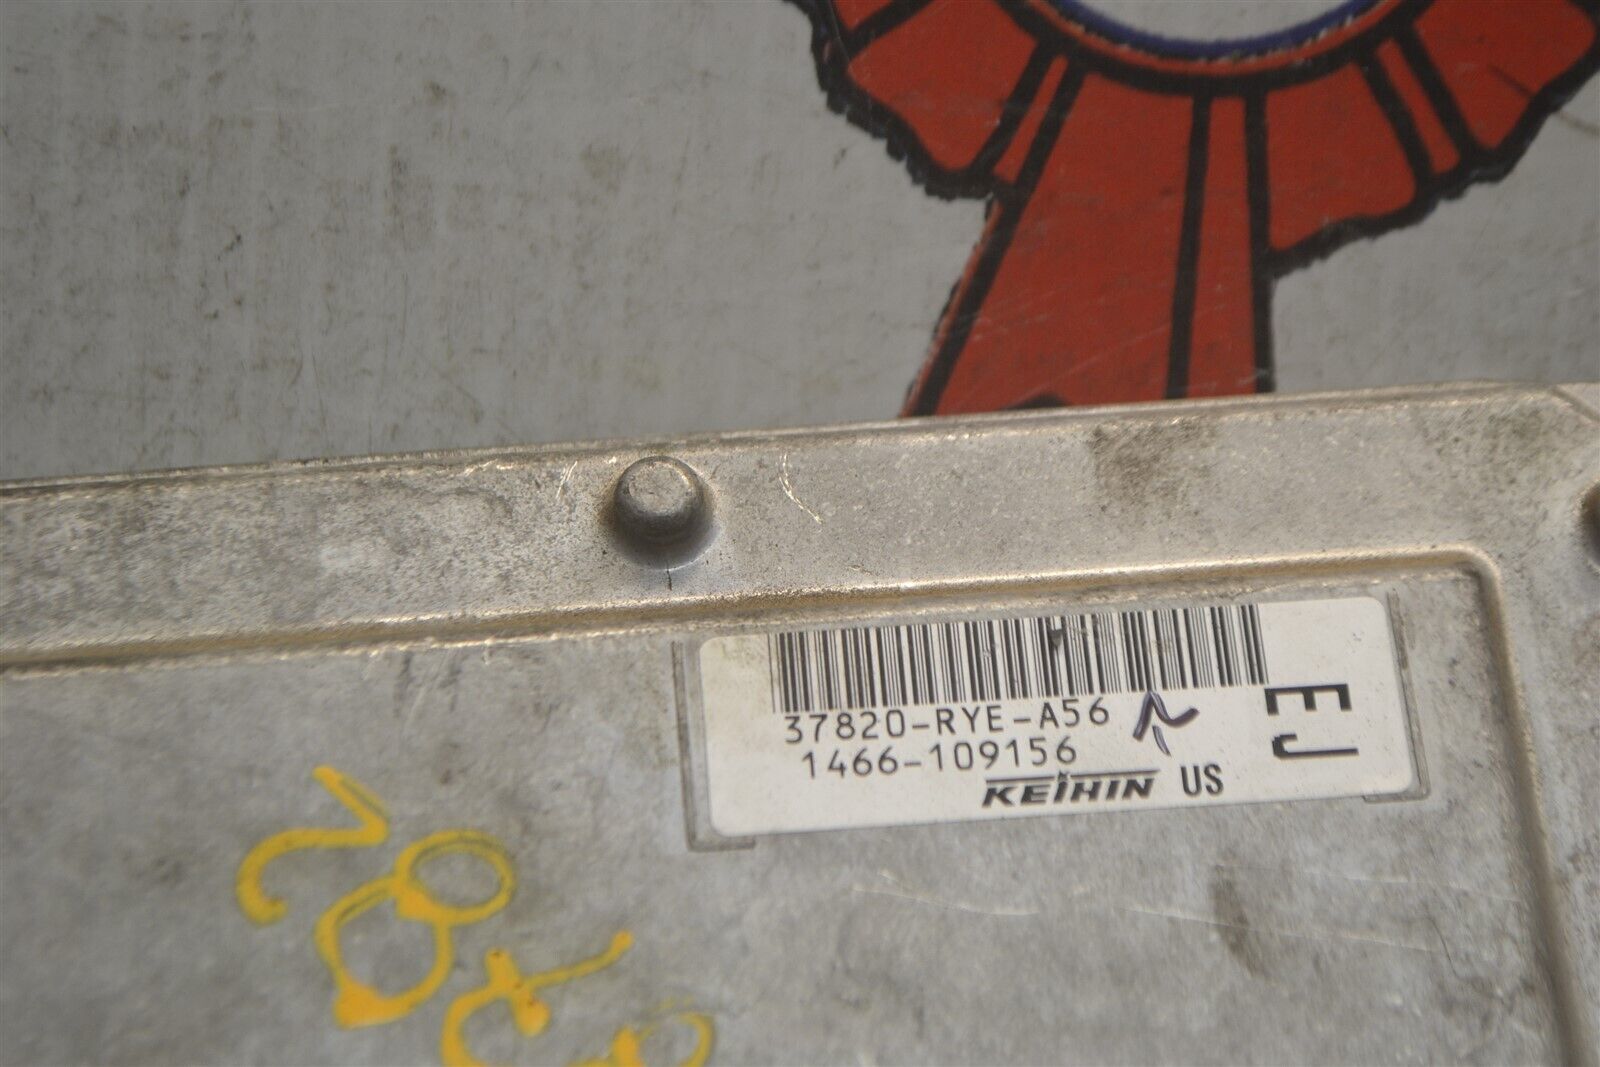 37820-RYE-A56
1466-109156
KEIHIN US
EJ